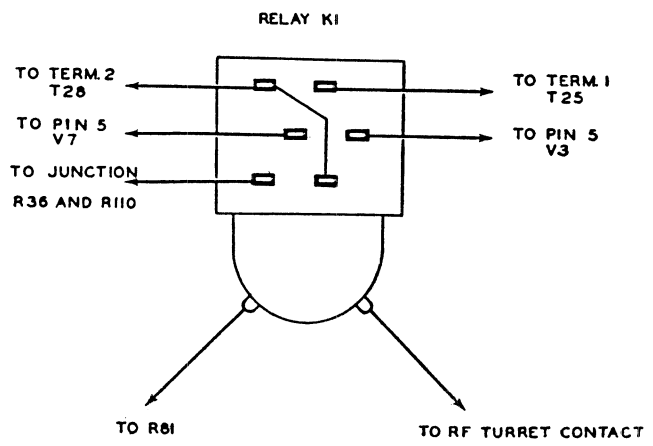 RELAY K1
TO TERM. 2
T28
TO TERM. 1
T25
TO PIN 5
V7
TO PIN 5
V3
TO JUNCTION
R36 AND R110
TO R81
TO RF TURRET CONTACT